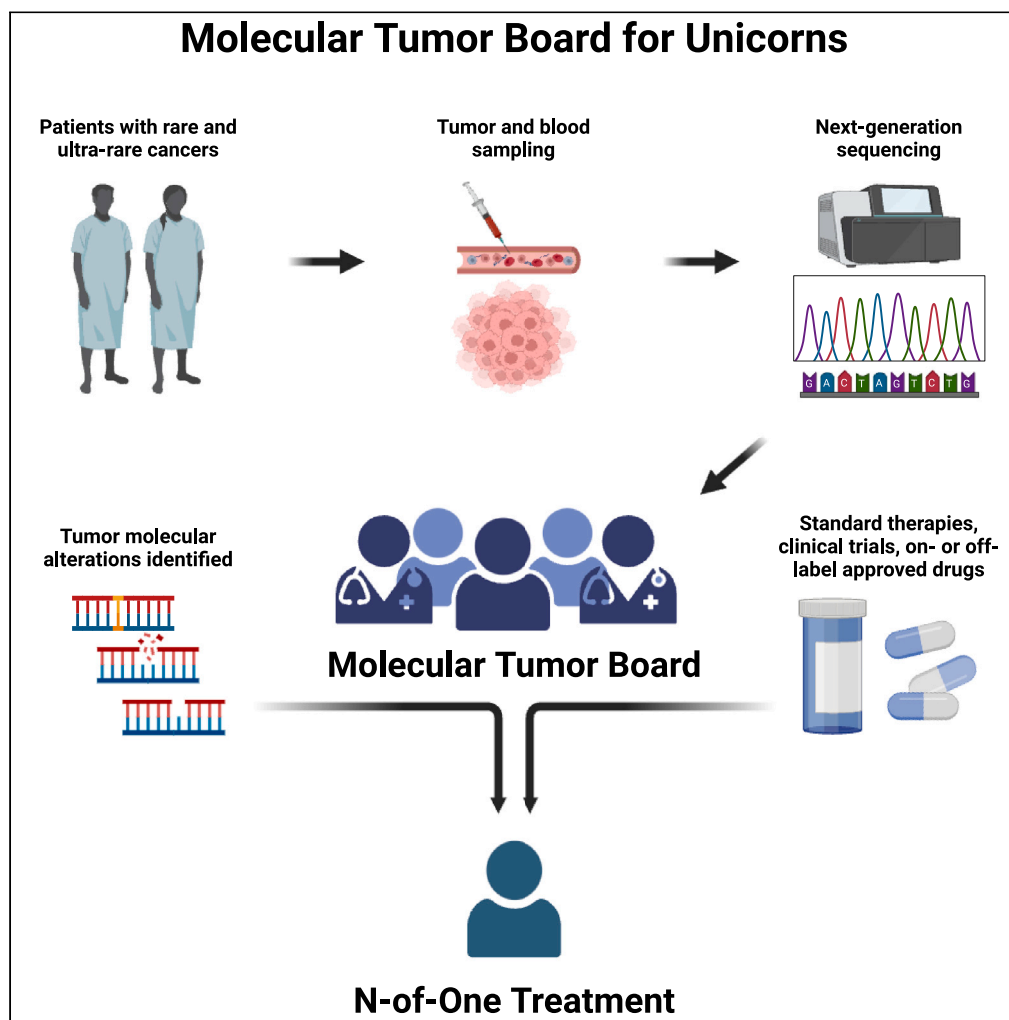 Molecular Tumor Board for Unicorns
Patients with rare and
ultra-rare cancers
Tumor and blood
sampling
Next-generation
sequencing
G A C T A G T C T G
Tumor molecular
alterations identified
Standard therapies,
clinical trials, on- or off-
label approved drugs
Molecular Tumor Board
N-of-One Treatment